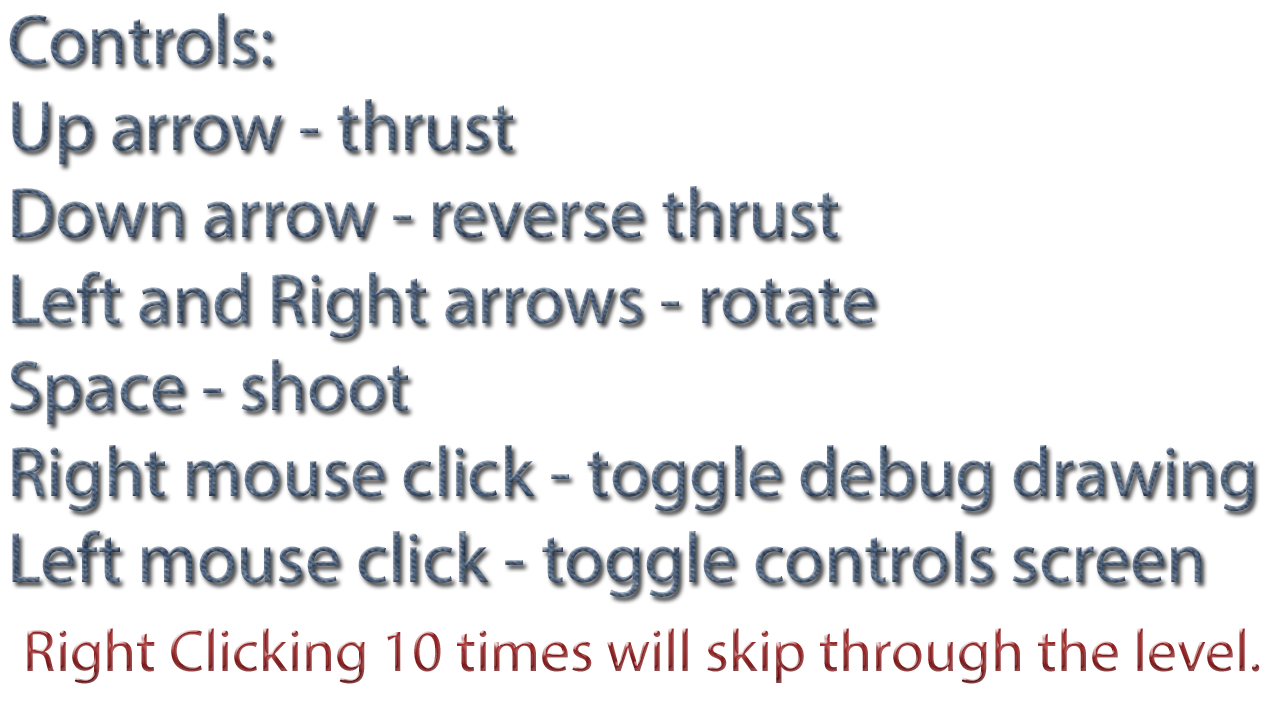 Controls:
Up arrow - thrust
Down arrow - reverse thrust
Left and Right arrows - rotate
Space - shoot
Right mouse click - toggle debug drawing
Left mouse click - toggle controls screen
Right Clicking 10 times will skip through the level.